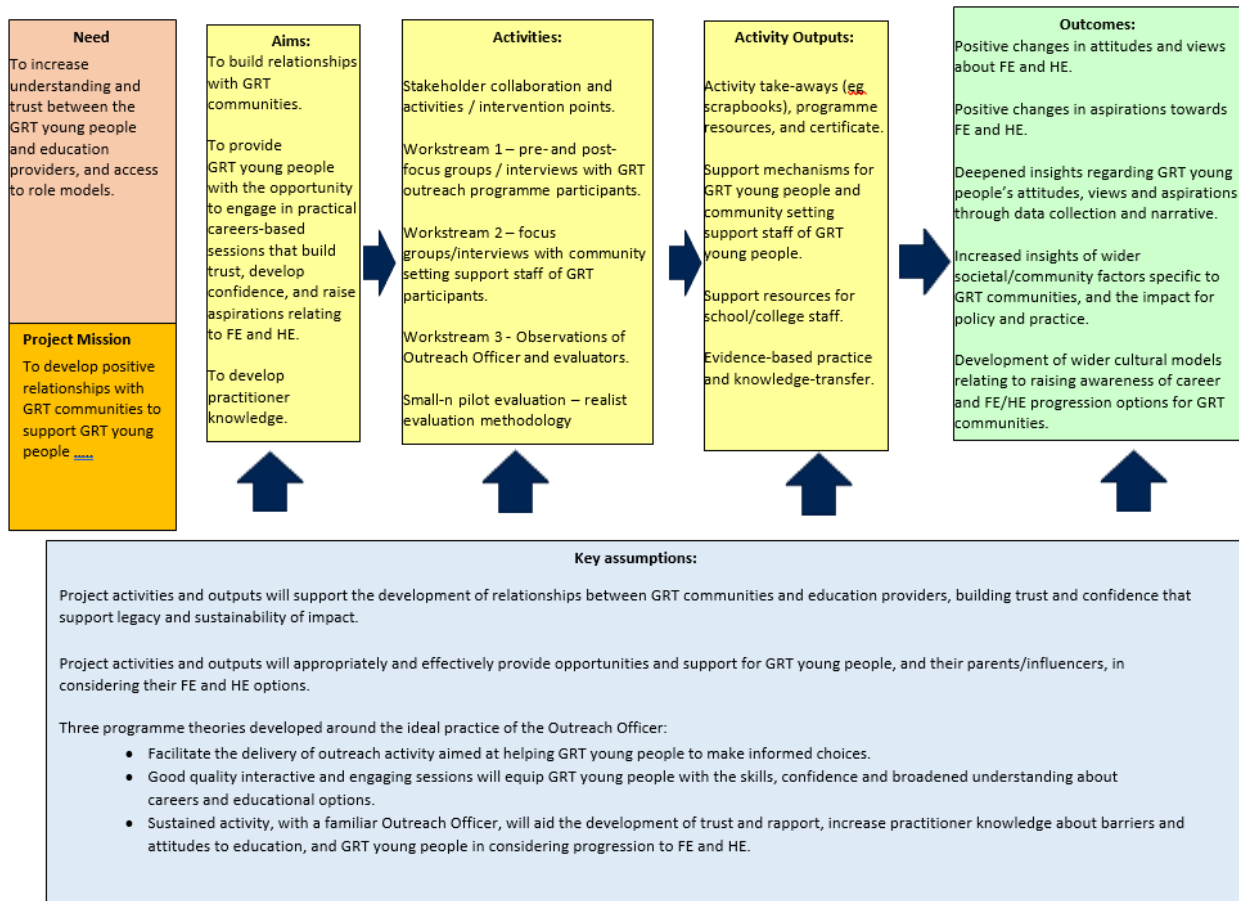 Need
To increase
understanding and
trust between the
GRT young people
and education
providers, and access
to role models.
Project Mission
To develop positive
relationships with
GRT communities to
support GRT young
people .....
Aims:
To build relationships
with GRT
communities.
To provide
GRT young people
with the opportunity
to engage in practical
careers-based
sessions that build
trust, develop
confidence, and raise
aspirations relating
to FE and HE.
To develop
practitioner
knowledge.
Activities:
Stakeholder collaboration and
activities / intervention points.
Workstream 1 – pre- and post-
focus groups / interviews with GRT
outreach programme participants.
Workstream 2 – focus
groups/interviews with community
setting support staff of GRT
participants.
Workstream 3 - Observations of
Outreach Officer and evaluators.
Small-n pilot evaluation – realist
evaluation methodology
Activity Outputs:
Activity take-aways (eg
scrapbooks), programme
resources, and certificate.
Support mechanisms for
GRT young people and
community setting
support staff of GRT
young people.
Support resources for
school/college staff.
Evidence-based practice
and knowledge-transfer.
Outcomes:
Positive changes in attitudes and views
about FE and HE.
Positive changes in aspirations towards
FE and HE.
Deepened insights regarding GRT young
people’s attitudes, views and aspirations
through data collection and narrative.
Increased insights of wider
societal/community factors specific to
GRT communities, and the impact for
policy and practice.
Development of wider cultural models
relating to raising awareness of career
and FE/HE progression options for GRT
communities.
Key assumptions:
Project activities and outputs will support the development of relationships between GRT communities and education providers, building trust and confidence that
support legacy and sustainability of impact.
Project activities and outputs will appropriately and effectively provide opportunities and support for GRT young people, and their parents/influencers, in
considering their FE and HE options.
Three programme theories developed around the ideal practice of the Outreach Officer:
• Facilitate the delivery of outreach activity aimed at helping GRT young people to make informed choices.
• Good quality interactive and engaging sessions will equip GRT young people with the skills, confidence and broadened understanding about
careers and educational options.
• Sustained activity, with a familiar Outreach Officer, will aid the development of trust and rapport, increase practitioner knowledge about barriers and
attitudes to education, and GRT young people in considering progression to FE and HE.